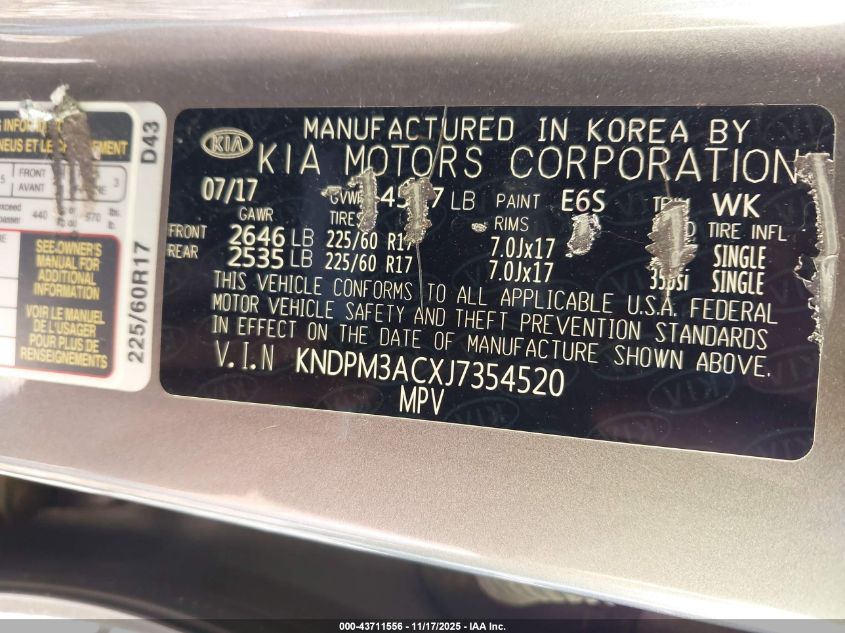 FRONT
AVANT
3
440
670
lbs.
SEE-OWNER'S
MANUAL FOR
ADDITIONAL
INFORMATION
VOIR LE MANUEL
DE L'USAGER
POUR PLUS DE
RENSEIGNEMENTS
225/60R17
D43
KIA
MANUFACTURED IN KOREA BY
KIA MOTORS CORPORATION
07/17 LB PAINT E6S WK
GAWR TIRES RIMS TIRE INFL
FRONT 2646 LB 225/60 R17 7.0Jx17 SINGLE
REAR 2535 LB 225/60 R17 7.0Jx17 SINGLE
THIS VEHICLE CONFORMS TO ALL APPLICABLE U.S.A. FEDERAL
MOTOR VEHICLE SAFETY AND THEFT PREVENTION STANDARDS
IN EFFECT ON THE DATE OF MANUFACTURE SHOWN ABOVE.
V.I.N KNDPM3ACXJ7354520
MPV
000-43711556 - 11/17/2025 - IAA Inc.